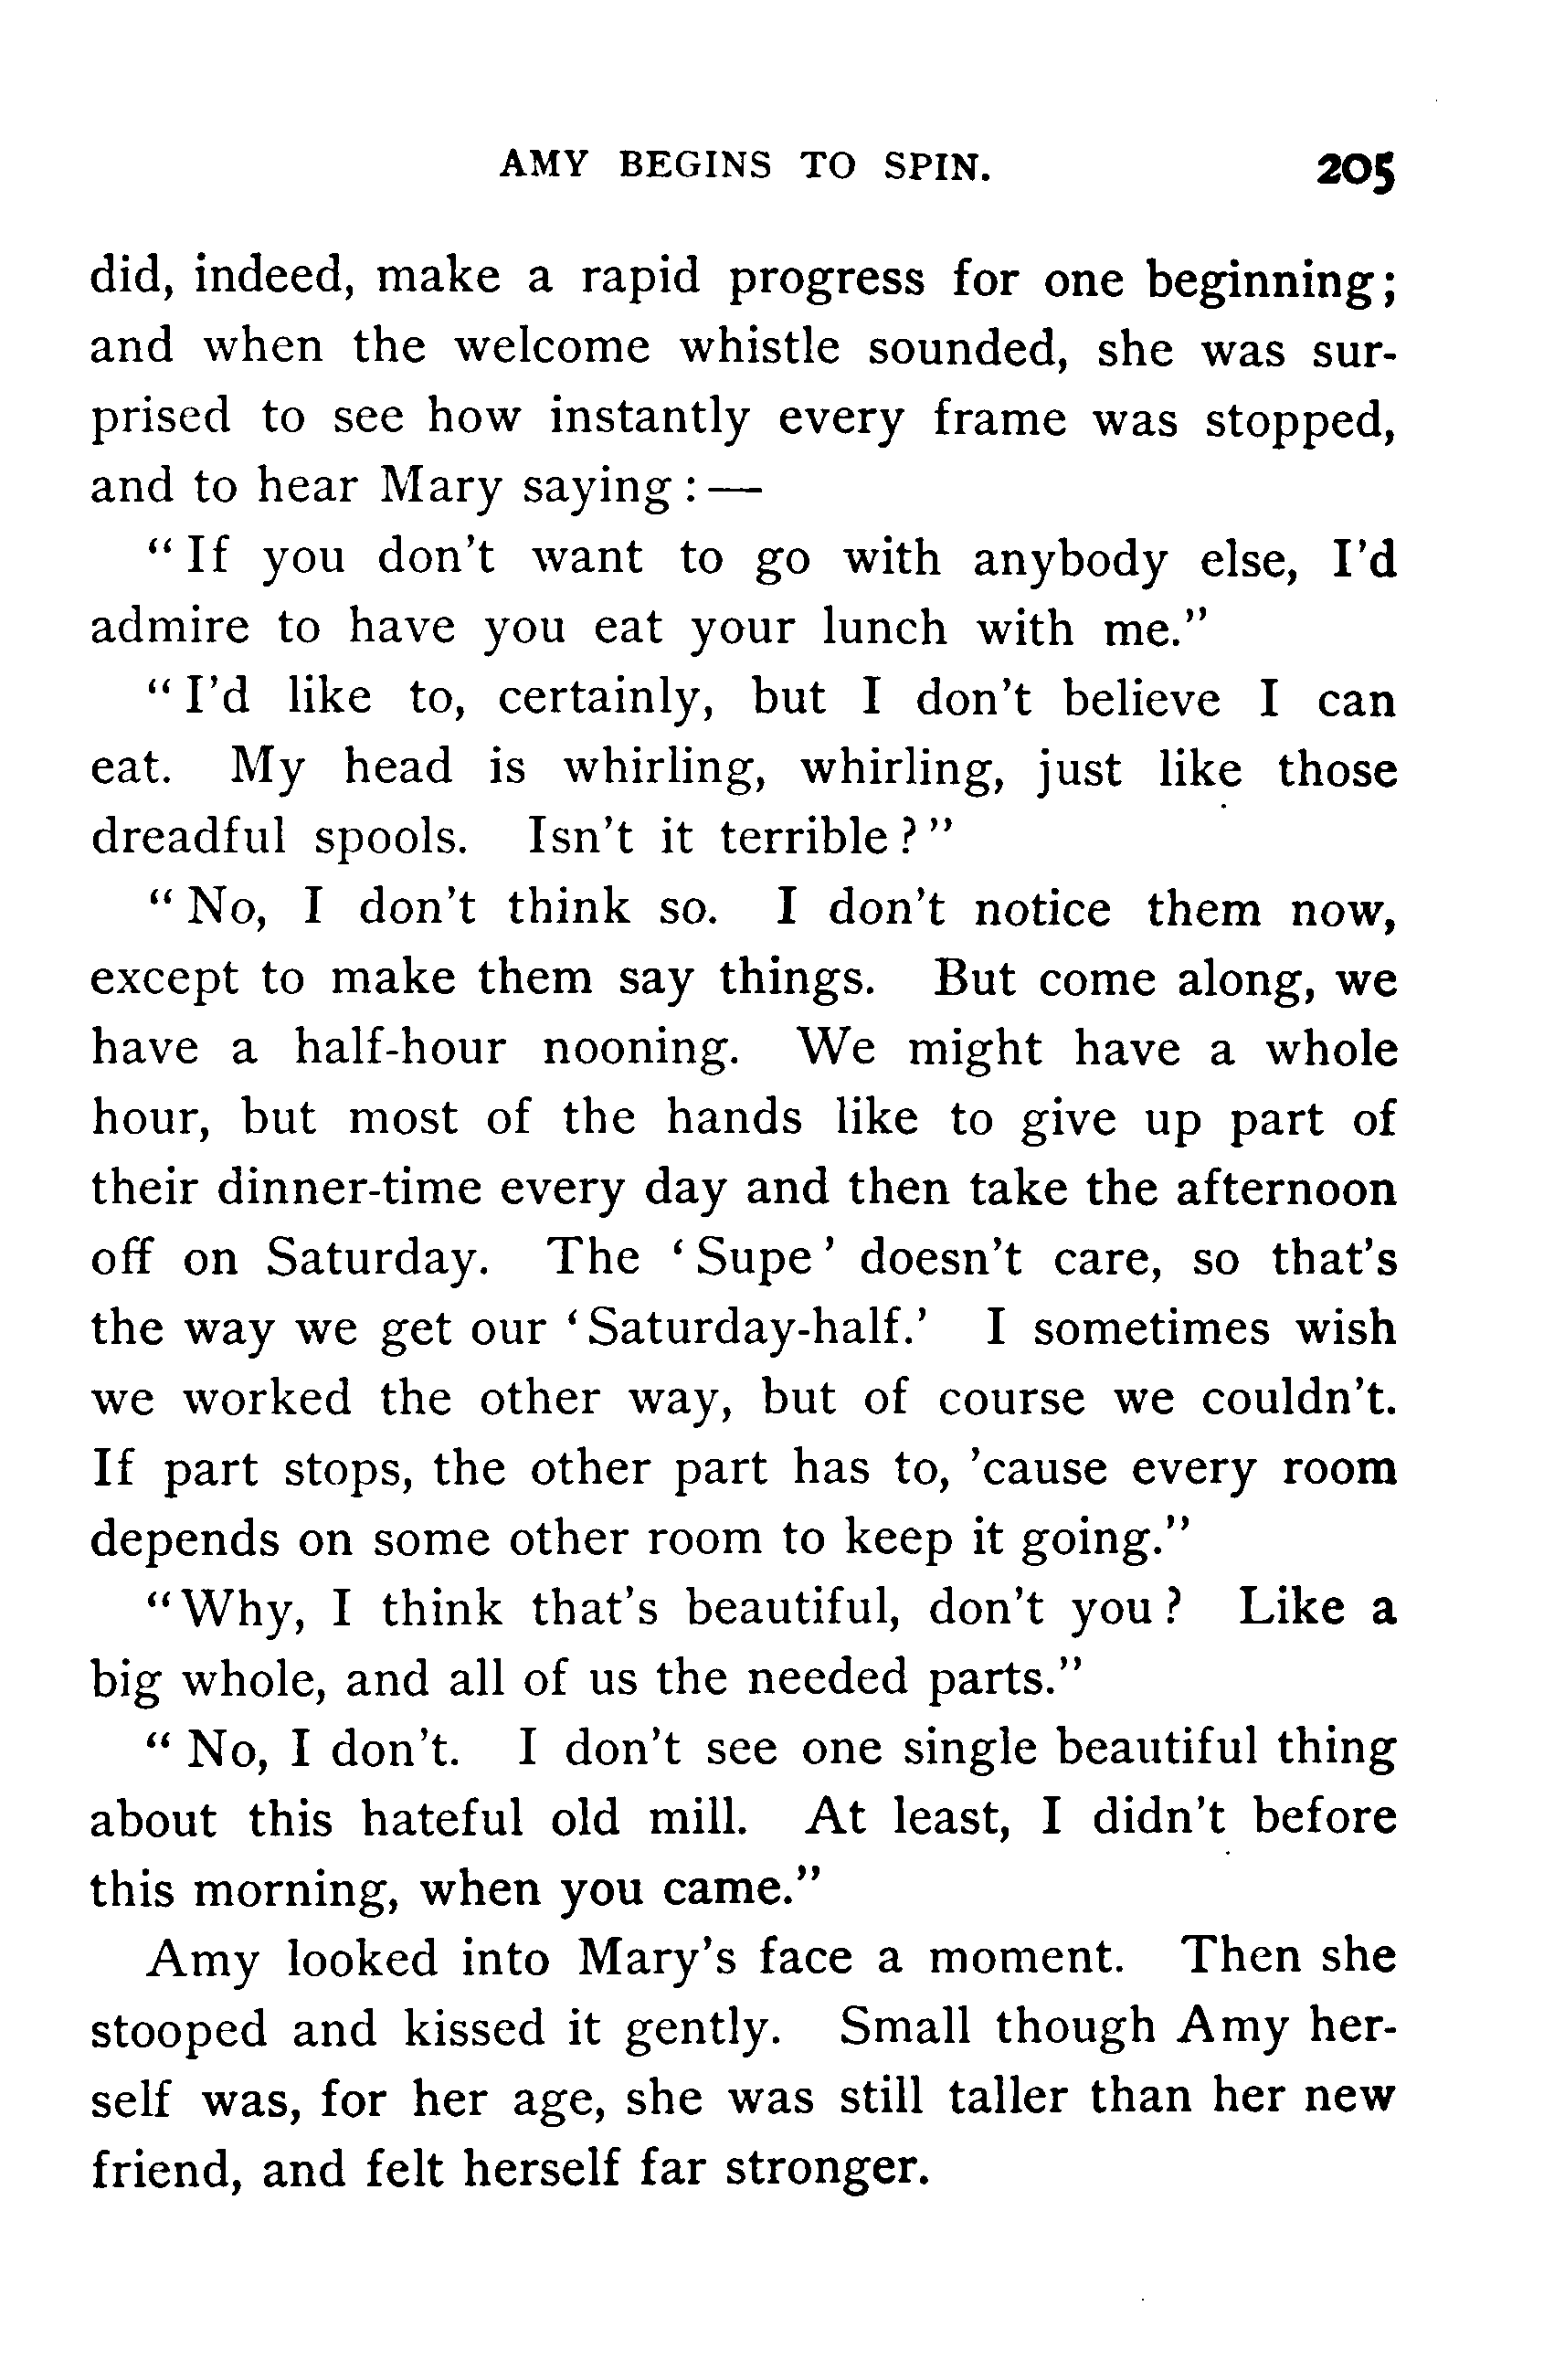 AMY BEGINS TO SPIN. 205
did, indeed, make a rapid progress for one beginning;
and when the welcome whistle sounded, she was sur-
prised to see how instantly every frame was stopped,
and to hear Mary saying:—
“If you don’t want to go with anybody else, I’d
admire to have you eat your lunch with me.”
“I’d like to, certainly, but I don’t believe I can
eat. My head is whirling, whirling, just like those
dreadful spools. Isn’t it terrible?”
“No, I don’t think so. I don’t notice them now,
except to make them say things. But come along, we
have a half-hour nooning. We might have a whole
hour, but most of the hands like to give up part of
their dinner-time every day and then take the afternoon
off on Saturday. The ‘Supe’ doesn’t care, so that’s
the way we get our ‘Saturday-half.’ I sometimes wish
we worked the other way, but of course we couldn’t.
If part stops, the other part has to, ’cause every room
depends on some other room to keep it going.”
“Why, I think that’s beautiful, don’t you? Like a
big whole, and all of us the needed parts.”
“No, I don’t. I don’t see one single beautiful thing
about this hateful old mill. At least, I didn’t before
this morning, when you came.”
Amy looked into Mary’s face a moment. Then she
stooped and kissed it gently. Small though Amy her-
self was, for her age, she was still taller than her new
friend, and felt herself far stronger.